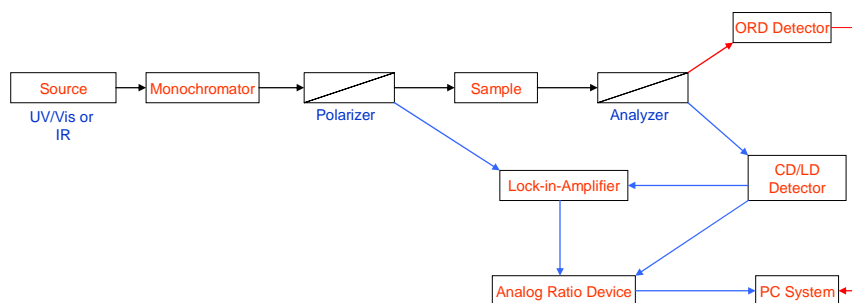 ORD Detector
Source
Monochromator
Sample
UV/Vis or
IR
Polarizer
Analyzer
Lock-in-Amplifier
CD/LD
Detector
Analog Ratio Device
PC System